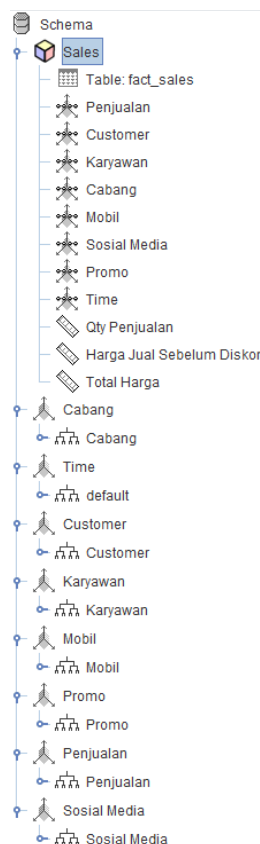 Schema
Sales
Table: fact_sales
Penjualan
Customer
Karyawan
Cabang
Mobil
Sosial Media
Promo
Time
Qty Penjualan
Harga Jual Sebelum Diskon
Total Harga
Cabang
Cabang
Time
default
Customer
Customer
Karyawan
Karyawan
Mobil
Mobil
Promo
Promo
Penjualan
Penjualan
Sosial Media
Sosial Media